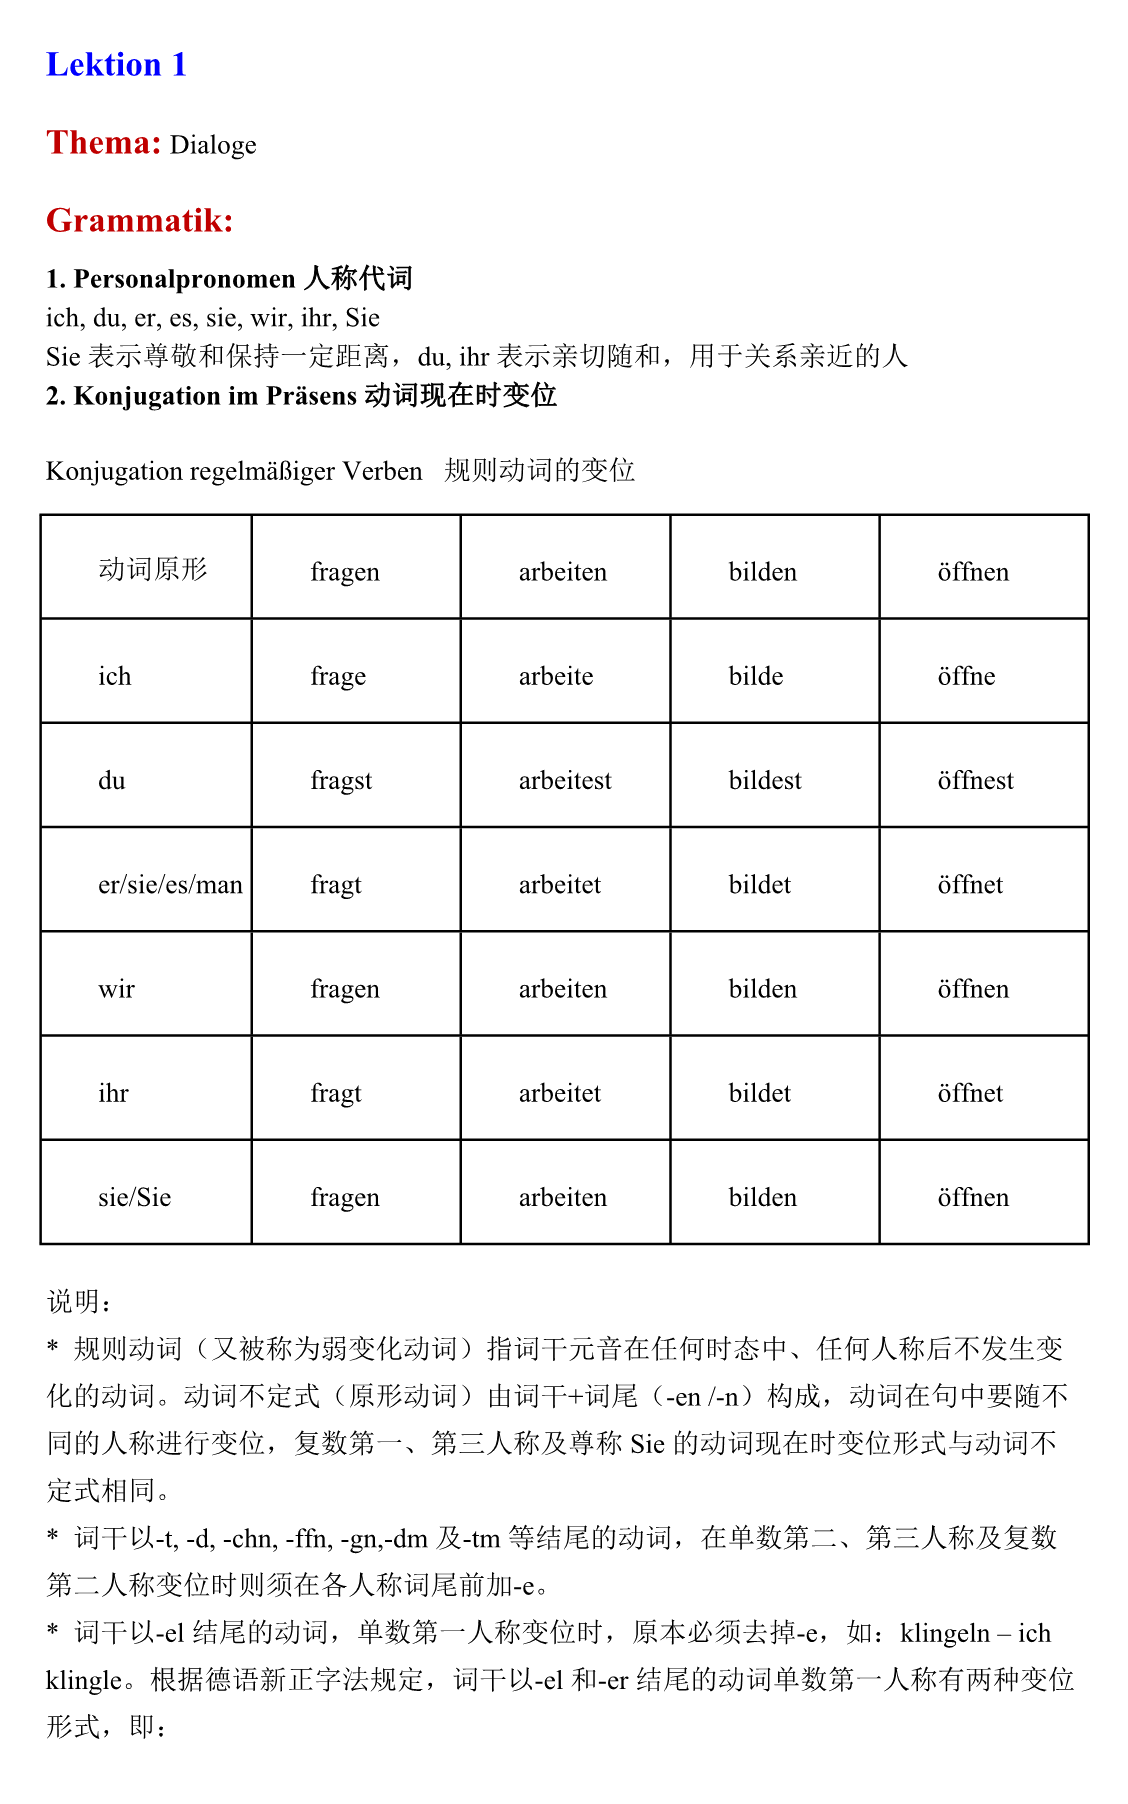 Lektion 1
Thema: Dialoge
Grammatik:
1. Personalpronomen 人称代词
ich, du, er, es, sie, wir, ihr, Sie
Sie 表示尊敬和保持一定距离，du, ihr 表示亲切随和，用于关系亲近的人
2. Konjugation im Präsens 动词现在时变位
Konjugation regelmäßiger Verben 规则动词的变位
动词原形 fragen arbeiten bilden öffnen
ich frage arbeite bilde öffne
du fragst arbeitest bildest öffnest
er/sie/es/man fragt arbeitet bildet öffnet
wir fragen arbeiten bilden öffnen
ihr fragt arbeitet bildet öffnet
sie/Sie fragen arbeiten bilden öffnen
说明：
* 规则动词（又被称为弱变化动词）指词干元音在任何时态中、任何人称后不发生变
化的动词。动词不定式（原形动词）由词干+词尾（-en /-n）构成，动词在句中要随不
同的人称进行变位，复数第一、第三人称及尊称 Sie 的动词现在时变位形式与动词不
定式相同。
* 词干以-t, -d, -chn, -ffn, -gn,-dm 及-tm 等结尾的动词，在单数第二、第三人称及复数
第二人称变位时则须在各人称词尾前加-e。
* 词干以-el 结尾的动词，单数第一人称变位时，原本必须去掉-e，如：klingeln – ich
klingle。根据德语新正字法规定，词干以-el 和-er 结尾的动词单数第一人称有两种变位
形式，即：